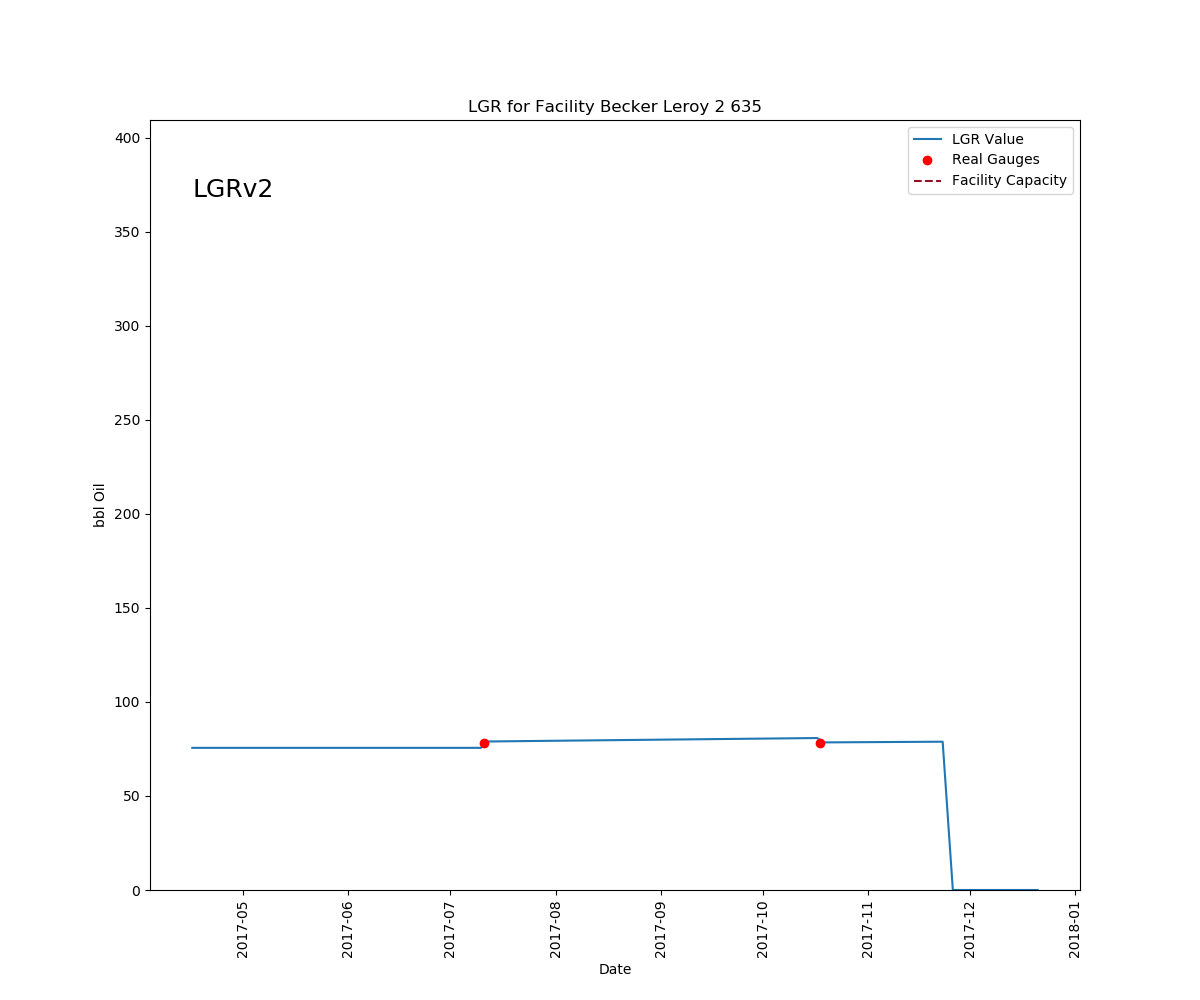 LGR for Facility Becker Leroy 2 635
LGRv2
LGR Value
Real Gauges
Facility Capacity
400
350
300
250
200
150
100
50
0
bbl Oil
2017-05
2017-06
2017-07
2017-08
2017-09
2017-10
2017-11
2017-12
2018-01
Date